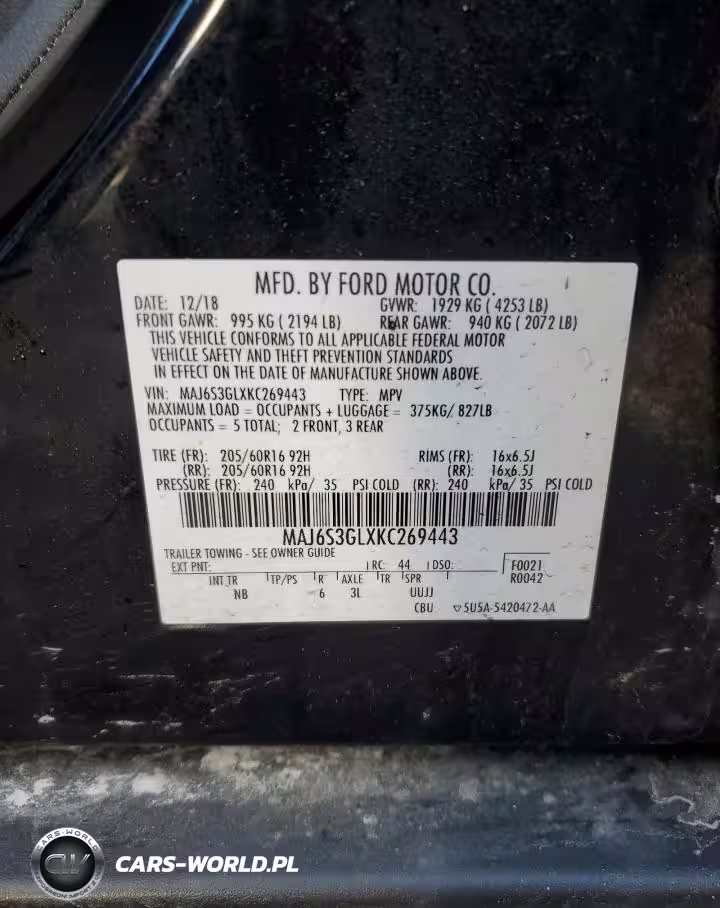 MFD. BY FORD MOTOR CO.
DATE: 12/18 GVWR: 1929 KG ( 4253 LB)
FRONT GAWR: 995 KG ( 2194 LB) REAR GAWR: 940 KG ( 2072 LB)
THIS VEHICLE CONFORMS TO ALL APPLICABLE FEDERAL MOTOR
VEHICLE SAFETY AND THEFT PREVENTION STANDARDS
IN EFFECT ON THE DATE OF MANUFACTURE SHOWN ABOVE.
VIN: MAJ6S3GLXKC269443 TYPE: MPV
MAXIMUM LOAD = OCCUPANTS + LUGGAGE = 375KG/ 827LB
OCCUPANTS = 5 TOTAL; 2 FRONT, 3 REAR
TIRE (FR): 205/60R16 92H RIMS (FR): 16x6.5J
(RR): 205/60R16 92H (RR): 16x6.5J
PRESSURE (FR): 240 kPa/ 35 PSI COLD (RR): 240 kPa/ 35 PSI COLD
MAJ6S3GLXKC269443
TRAILER TOWING - SEE OWNER GUIDE
EXT PNT: RC: 44 DSO: F0021
R0042
INT TR TP/PS R AXLE TR SPR
NB 6 3L UUJJ
CBU ▽5U5A-5420472-AA
CARS-WORLD
CW
CARS-WORLD.PL